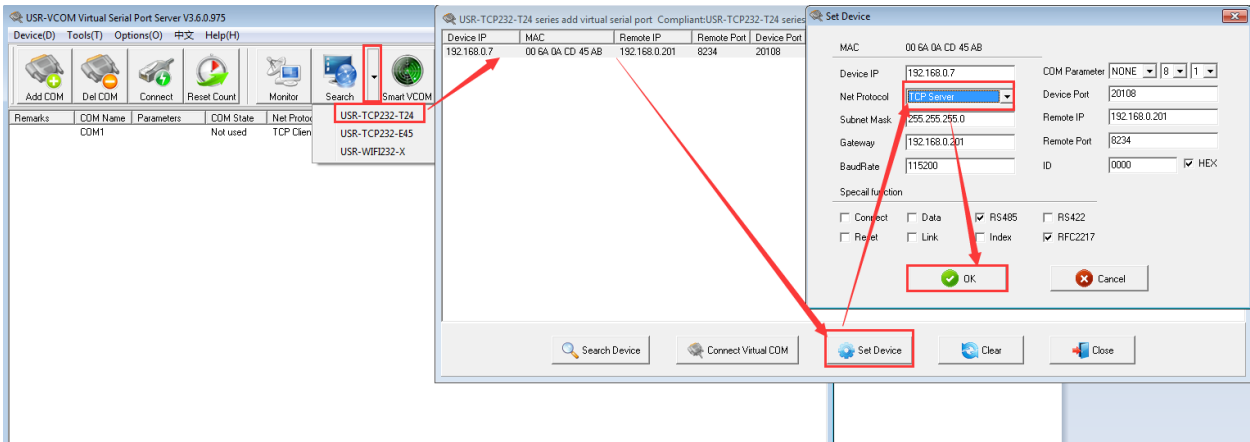 USR-VCOM Virtual Serial Port Server V3.6.0.975
Device(D) Tools(T) Options(O) 中文 Help(H)
Add COM Del COM Connect Reset Count Monitor Search Smart VCOM
Remarks COM Name Parameters COM State Net Protoc
COM1 Not used TCP Clien
USR-TCP232-T24
USR-TCP232-E45
USR-WIFI232-X
USR-TCP232-T24 series add virtual serial port Compliant:USR-TCP232-T24 series
Device IP MAC Remote IP Remote Port Device Port
192.168.0.7 00 6A 0A CD 45 AB 192.168.0.201 8234 20108
Search Device Connect Virtual COM Set Device Clear Close
Set Device
MAC 00 6A 0A CD 45 AB
Device IP 192.168.0.7 COM Parameter NONE 8 1
Net Protocol TCP Server Device Port 20108
Subnet Mask 255.255.255.0 Remote IP 192.168.0.201
Gateway 192.168.0.201 Remote Port 8234
BaudRate 115200 ID 0000 HEX
Specail function
Connect Data RS485 RS422
Reset Link Index RFC2217
OK Cancel